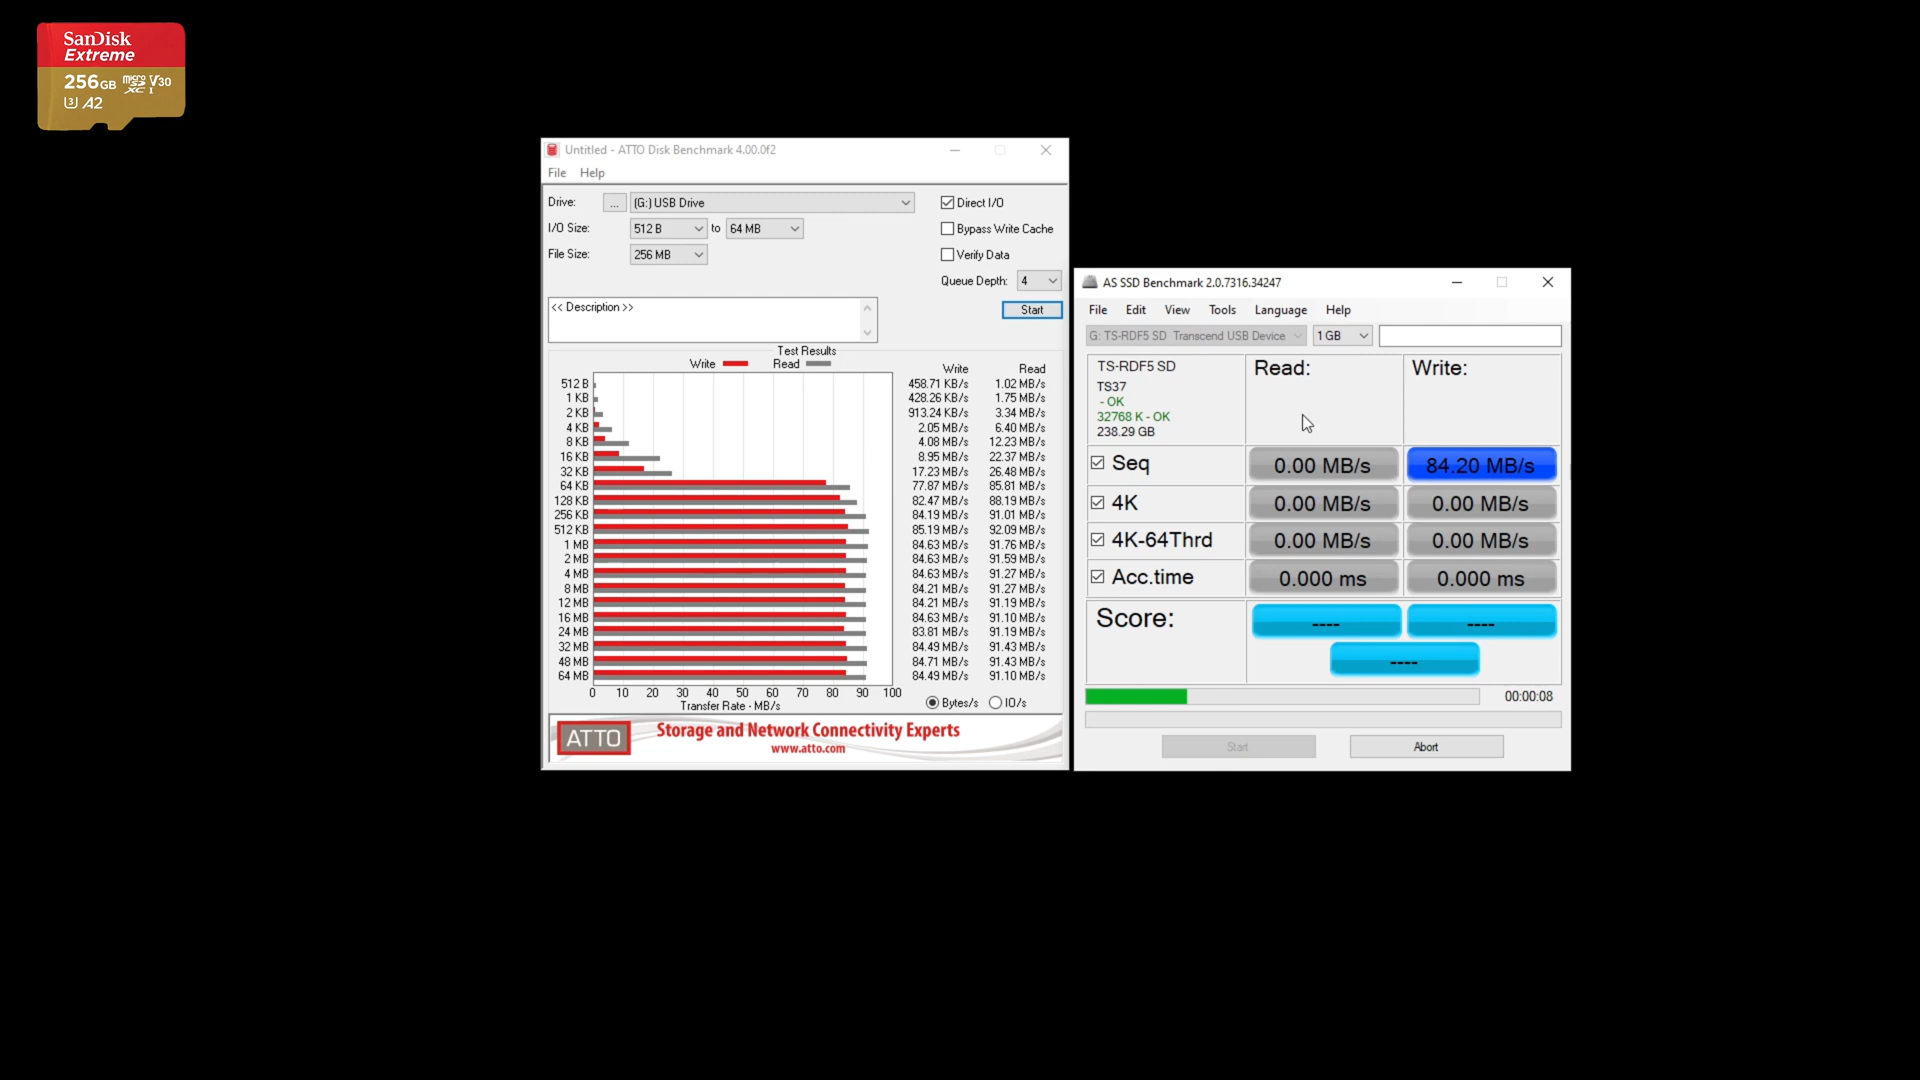 SanDisk
Extreme
256GB microSD XC I V30
U3 A2
Untitled - ATTO Disk Benchmark 4.00.0f2
File Help
Drive: ... (G:) USB Drive
Direct I/O
I/O Size: 512 B to 64 MB
Bypass Write Cache
File Size: 256 MB
Verify Data
Queue Depth: 4
<< Description >>
Start
Test Results
Write Read
Write Read
512 B 458.71 KB/s 1.02 MB/s
1 KB 428.26 KB/s 1.75 MB/s
2 KB 913.24 KB/s 3.34 MB/s
4 KB 2.05 MB/s 6.40 MB/s
8 KB 4.08 MB/s 12.23 MB/s
16 KB 8.95 MB/s 22.37 MB/s
32 KB 17.23 MB/s 26.48 MB/s
64 KB 77.87 MB/s 85.81 MB/s
128 KB 82.47 MB/s 88.19 MB/s
256 KB 84.19 MB/s 91.01 MB/s
512 KB 85.19 MB/s 92.09 MB/s
1 MB 84.63 MB/s 91.76 MB/s
2 MB 84.63 MB/s 91.59 MB/s
4 MB 84.63 MB/s 91.27 MB/s
8 MB 84.21 MB/s 91.27 MB/s
12 MB 84.21 MB/s 91.19 MB/s
16 MB 84.63 MB/s 91.10 MB/s
24 MB 83.81 MB/s 91.19 MB/s
32 MB 84.49 MB/s 91.43 MB/s
48 MB 84.71 MB/s 91.43 MB/s
64 MB 84.49 MB/s 91.10 MB/s
0 10 20 30 40 50 60 70 80 90 100
Transfer Rate - MB/s
Bytes/s IO/s
ATTO Storage and Network Connectivity Experts
www.atto.com
AS SSD Benchmark 2.0.7316.34247
File Edit View Tools Language Help
G: TS-RDF5 SD Transcend USB Device 1 GB
TS-RDF5 SD
TS37
- OK
32768 K - OK
238.29 GB
Read: Write:
Seq 0.00 MB/s 84.20 MB/s
4K 0.00 MB/s 0.00 MB/s
4K-64Thrd 0.00 MB/s 0.00 MB/s
Acc.time 0.000 ms 0.000 ms
Score: ---- ----
----
00:00:08
Start Abort